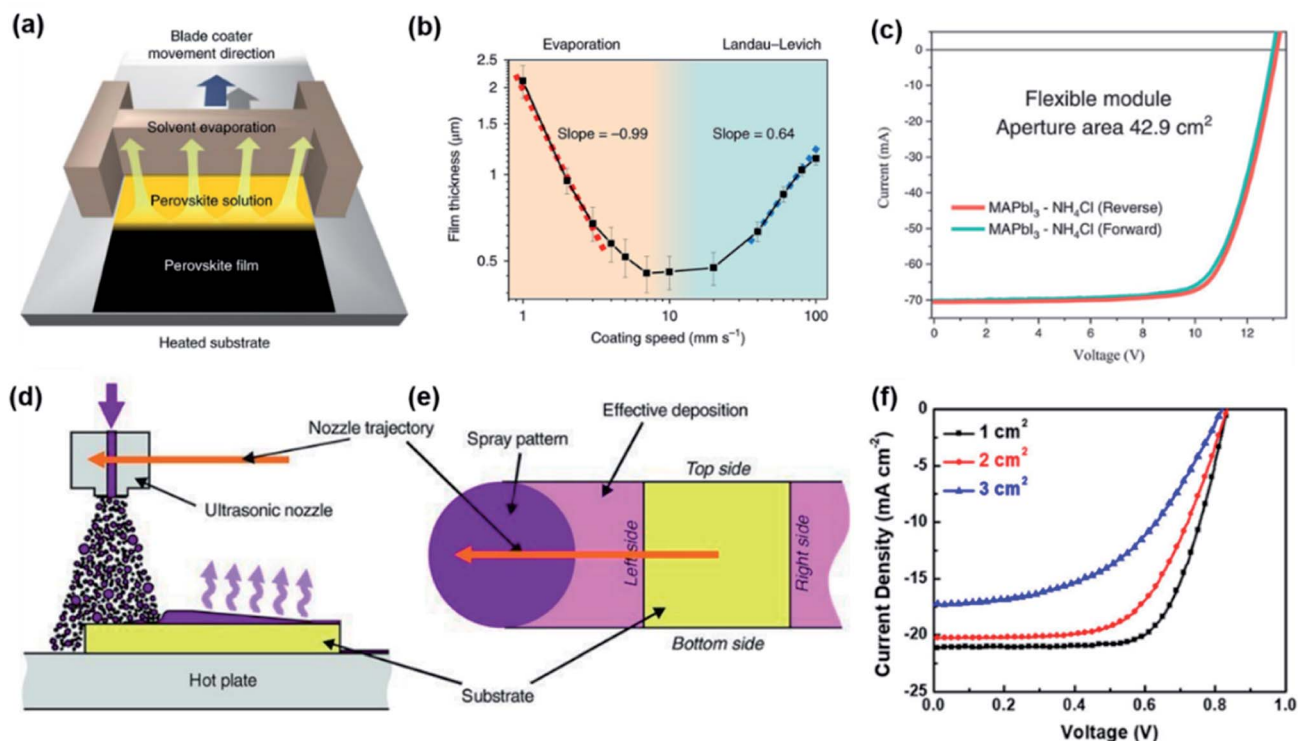 (a)
Blade coater
movement direction
Solvent evaporation
Perovskite solution
Perovskite film
Heated substrate
(b)
Evaporation
Landau–Levich
2.5
2
1.5
1
0.5
Slope = –0.99
Slope = 0.64
Film thickness (µm)
1
10
100
Coating speed (mm s⁻¹)
(c)
0
-10
-20
-30
-40
-50
-60
-70
Flexible module
Aperture area 42.9 cm²
MAPbI₃ - NH₄Cl (Reverse)
MAPbI₃ - NH₄Cl (Forward)
Current (mA)
0
2
4
6
8
10
12
Voltage (V)
(d)
Nozzle trajectory
Ultrasonic nozzle
Hot plate
Substrate
(e)
Spray pattern
Effective deposition
Top side
Left side
Right side
Bottom side
(f)
0
-5
-10
-15
-20
-25
1 cm²
2 cm²
3 cm²
Current Density (mA cm⁻²)
0.0
0.2
0.4
0.6
0.8
1.0
Voltage (V)